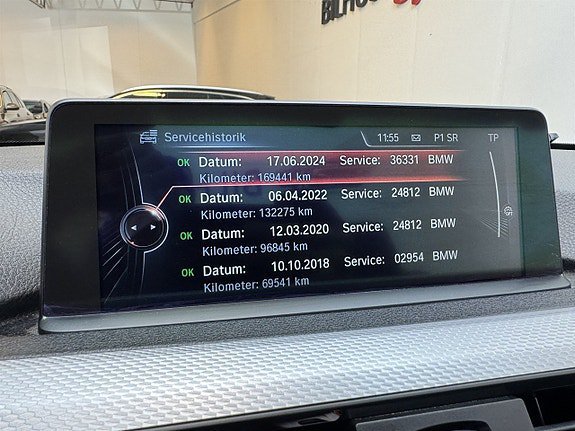 Servicehistorik 11:55 P1 SR TP
OK Datum: 17.06.2024 Service: 36331 BMW
Kilometer: 169441 km
OK Datum: 06.04.2022 Service: 24812 BMW
Kilometer: 132275 km
OK Datum: 12.03.2020 Service: 24812 BMW
Kilometer: 96845 km
OK Datum: 10.10.2018 Service: 02954 BMW
Kilometer: 69541 km